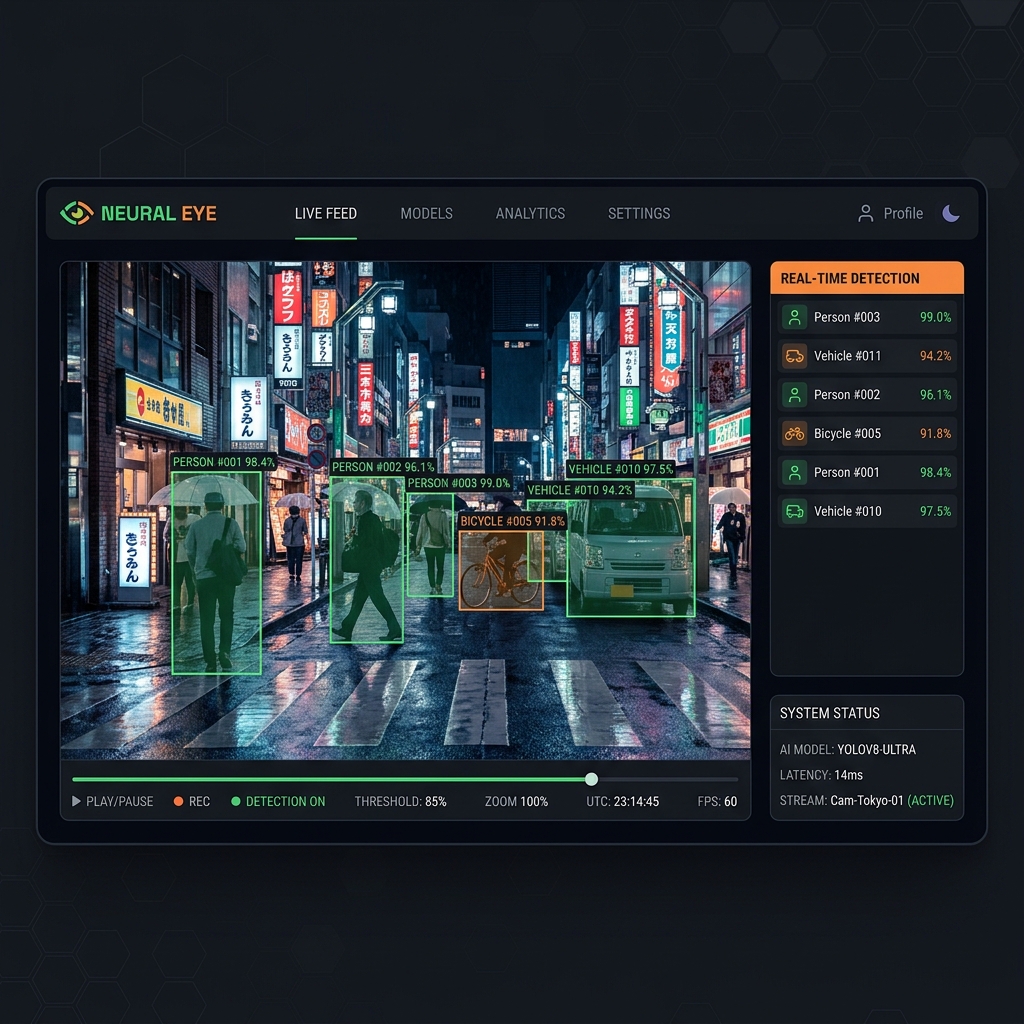 NEURAL EYE
LIVE FEED
MODELS
ANALYTICS
SETTINGS
Profile
きうん
きうろん
PERSON #001 98.4%
PERSON #002 96.1%
PERSON #003 99.0%
VEHICLE #010 97.5%
VEHICLE #010 94.2%
BICYCLE #005 91.8%
PLAY/PAUSE
REC
DETECTION ON
THRESHOLD: 85%
ZOOM 100%
UTC: 23:14:45
FPS: 60
REAL-TIME DETECTION
Person #003 99.0%
Vehicle #011 94.2%
Person #002 96.1%
Bicycle #005 91.8%
Person #001 98.4%
Vehicle #010 97.5%
SYSTEM STATUS
AI MODEL: YOLOV8-ULTRA
LATENCY: 14ms
STREAM: Cam-Tokyo-01 (ACTIVE)